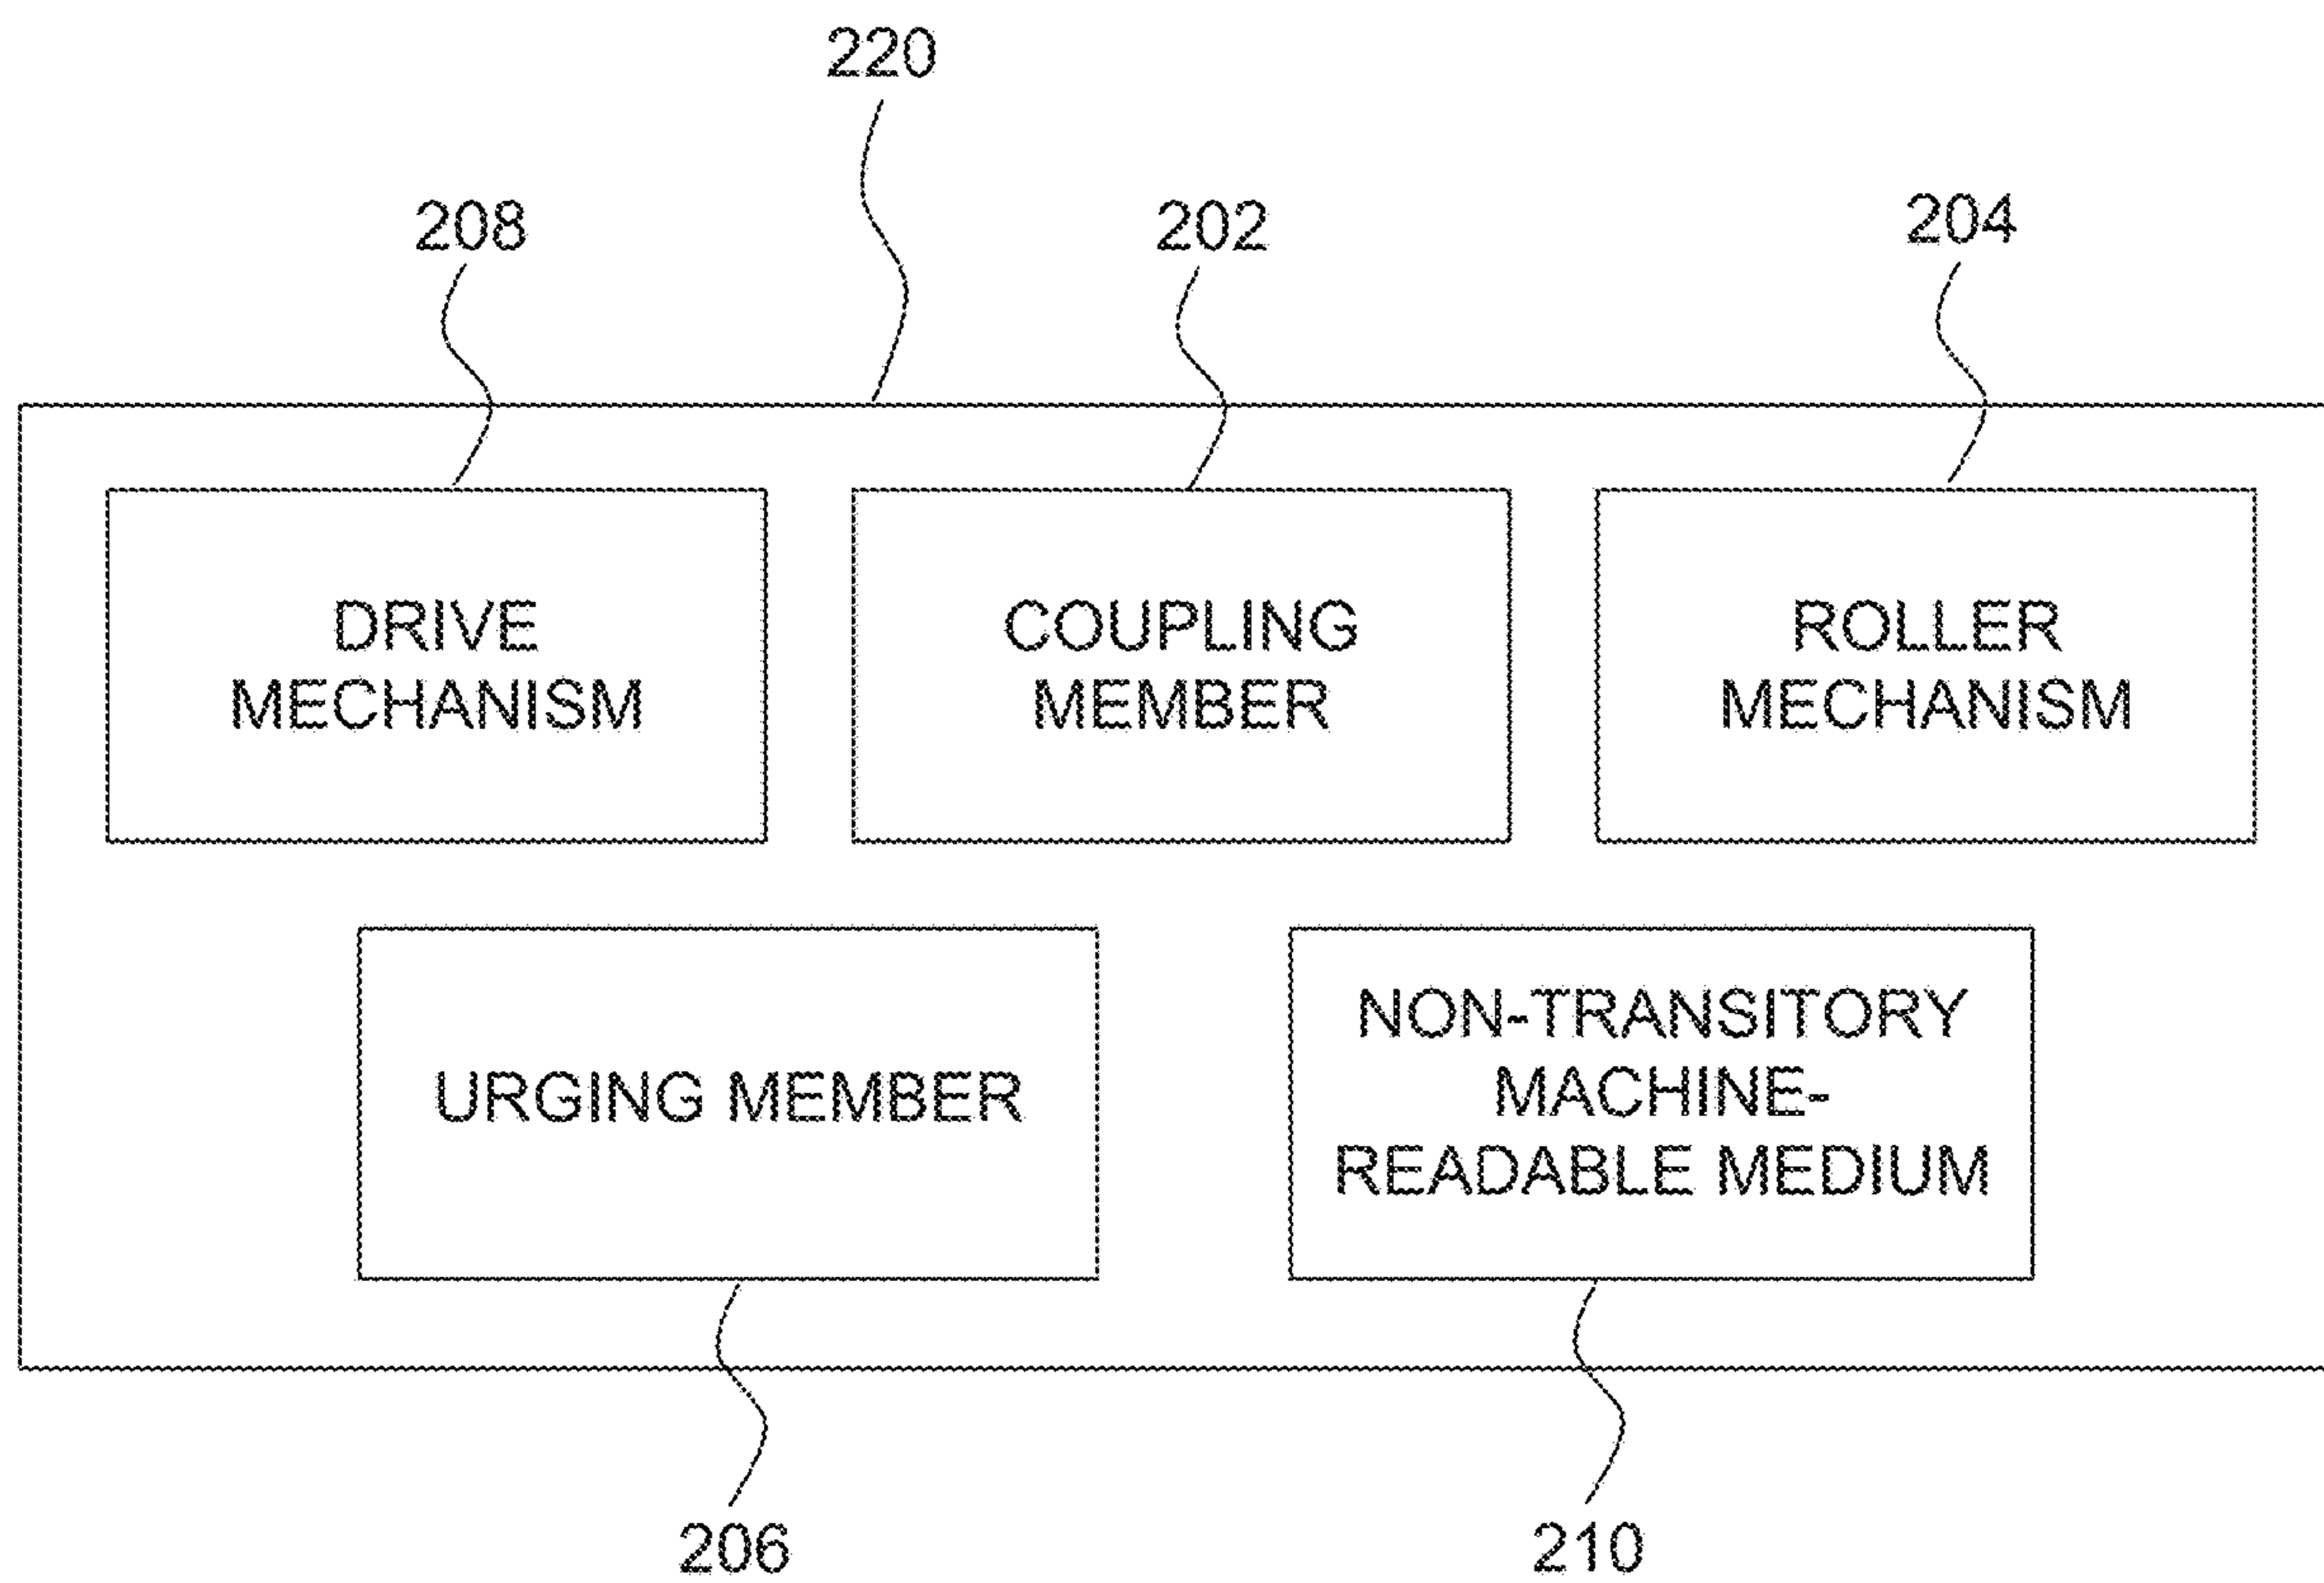 220
208
202
204
DRIVE
MECHANISM
COUPLING
MEMBER
ROLLER
MECHANISM
URGING MEMBER
NON-TRANSITORY
MACHINE-
READABLE MEDIUM
206
210